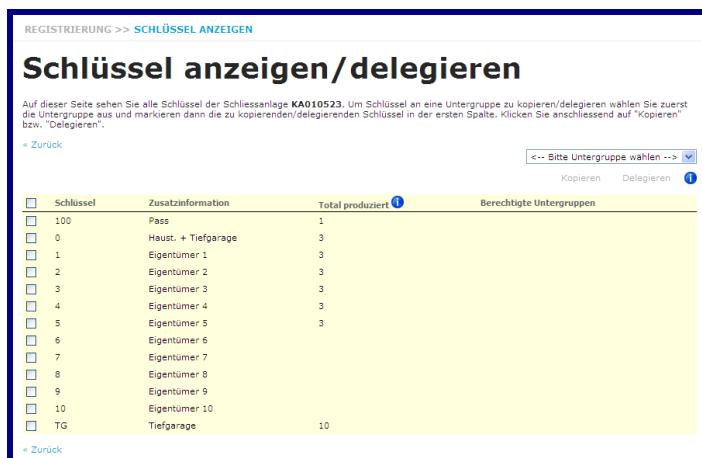 REGISTRIERUNG >> SCHLÜSSEL ANZEIGEN
Schlüssel anzeigen/delegieren
Auf dieser Seite sehen Sie alle Schlüssel der Schliessanlage KA010523. Um Schlüssel an eine Untergruppe zu kopieren/delegieren wählen Sie zuerst
die Untergruppe aus und markieren dann die zu kopierenden/delegierenden Schlüssel in der ersten Spalte. Klicken Sie anschliessend auf "Kopieren"
bzw. "Delegieren".
« Zurück
<-- Bitte Untergruppe wählen -->
Kopieren Delegieren i
Schlüssel Zusatzinformation Total produziert i Berechtigte Untergruppen
100 Pass 1
0 Haust. + Tiefgarage 3
1 Eigentümer 1 3
2 Eigentümer 2 3
3 Eigentümer 3 3
4 Eigentümer 4 3
5 Eigentümer 5 3
6 Eigentümer 6
7 Eigentümer 7
8 Eigentümer 8
9 Eigentümer 9
10 Eigentümer 10
TG Tiefgarage 10
« Zurück